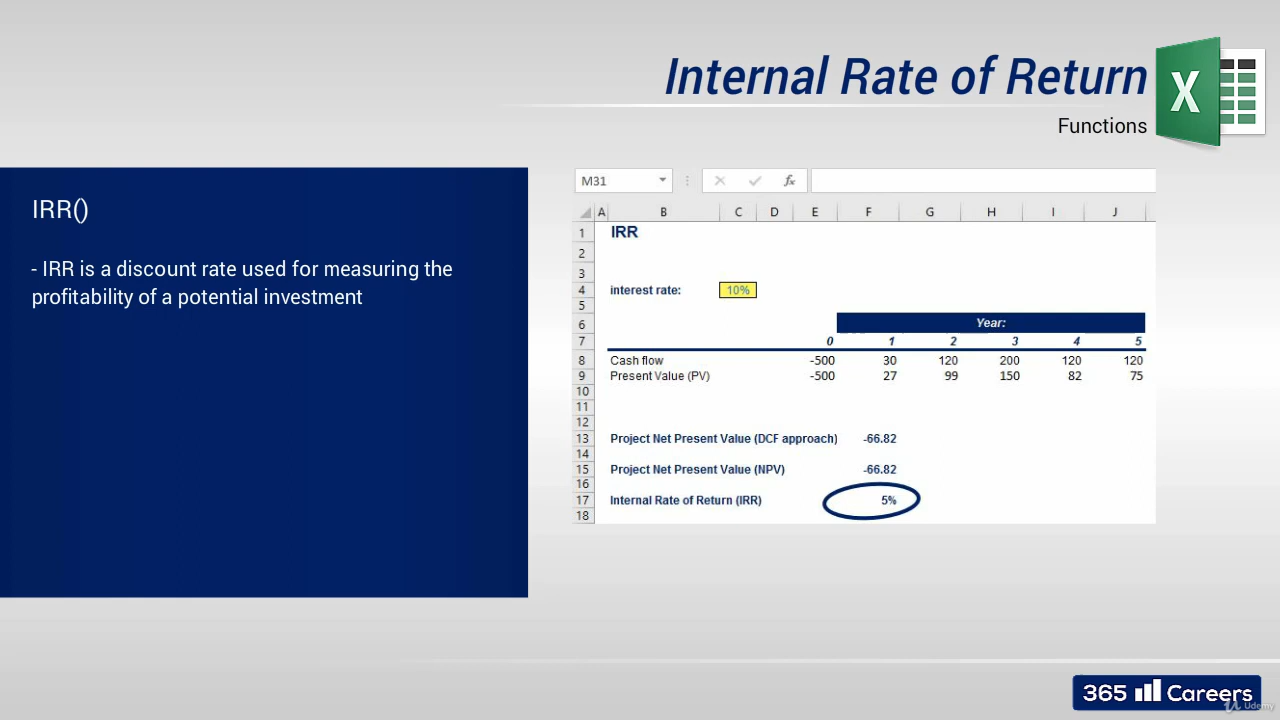 Internal Rate of Return
Functions
X
IRR()
- IRR is a discount rate used for measuring the
profitability of a potential investment
M31 fx
A B C D E F G H I J
1 IRR
2
3
4 interest rate: 10%
5
6 Year:
7 0 1 2 3 4 5
8 Cash flow -500 30 120 200 120 120
9 Present Value (PV) -500 27 99 150 82 75
10
11
12
13 Project Net Present Value (DCF approach) -66.82
14
15 Project Net Present Value (NPV) -66.82
16
17 Internal Rate of Return (IRR) 5%
18
365 Careers
Udemy